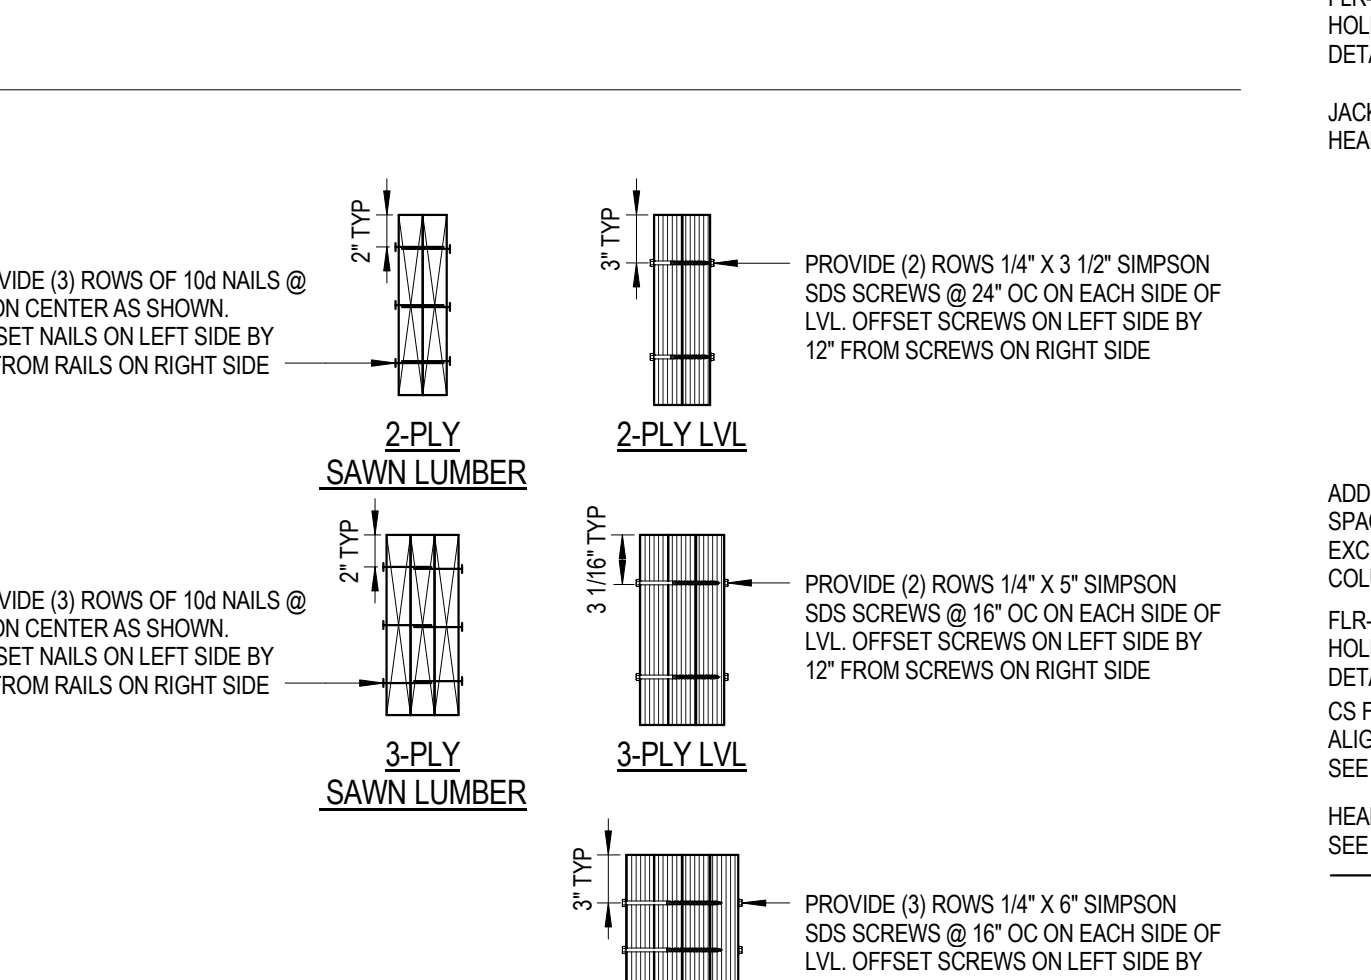 2" TYP
VIDE (3) ROWS OF 10d NAILS @
ON CENTER AS SHOWN.
SET NAILS ON LEFT SIDE BY
FROM RAILS ON RIGHT SIDE
2-PLY
SAWN LUMBER
3" TYP
PROVIDE (2) ROWS 1/4" X 3 1/2" SIMPSON
SDS SCREWS @ 24" OC ON EACH SIDE OF
LVL. OFFSET SCREWS ON LEFT SIDE BY
12" FROM SCREWS ON RIGHT SIDE
2-PLY LVL
2" TYP
VIDE (3) ROWS OF 10d NAILS @
ON CENTER AS SHOWN.
SET NAILS ON LEFT SIDE BY
FROM RAILS ON RIGHT SIDE
3-PLY
SAWN LUMBER
3 1/16" TYP
PROVIDE (2) ROWS 1/4" X 5" SIMPSON
SDS SCREWS @ 16" OC ON EACH SIDE OF
LVL. OFFSET SCREWS ON LEFT SIDE BY
12" FROM SCREWS ON RIGHT SIDE
3-PLY LVL
3" TYP
PROVIDE (3) ROWS 1/4" X 6" SIMPSON
SDS SCREWS @ 16" OC ON EACH SIDE OF
LVL. OFFSET SCREWS ON LEFT SIDE BY
HOL
DETA
JACK
HEA
ADD
SPAC
EXC
COLU
FLR-
HOL
DETA
CS F
ALIG
SEE
HEA
SEE